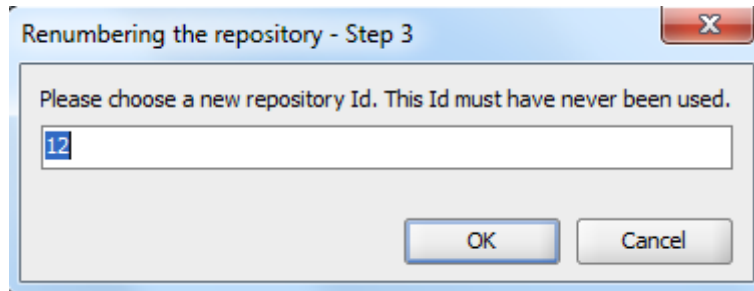 Renumbering the repository - Step 3
Please choose a new repository Id. This Id must have never been used.
12
OK Cancel